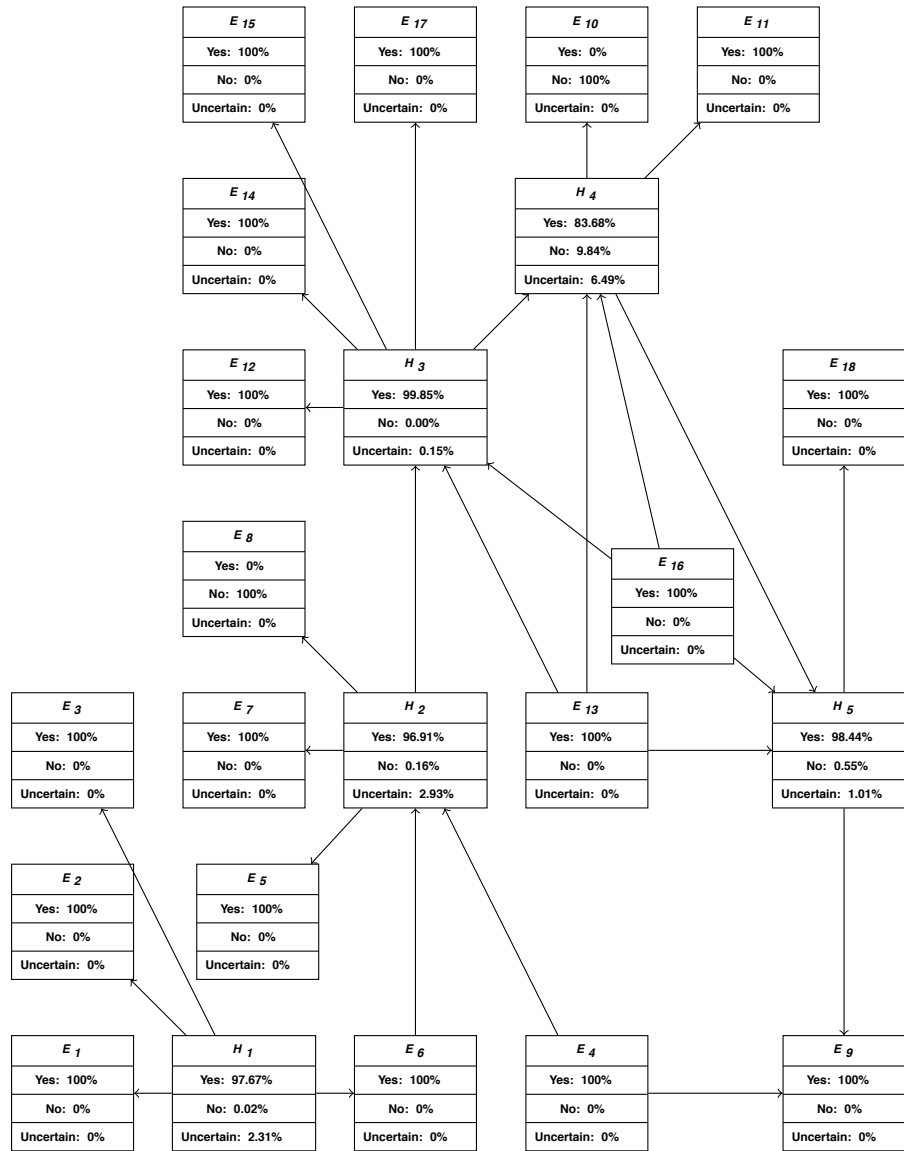 E 15
Yes: 100%
No: 0%
Uncertain: 0%
E 17
Yes: 100%
No: 0%
Uncertain: 0%
E 10
Yes: 0%
No: 100%
Uncertain: 0%
E 11
Yes: 100%
No: 0%
Uncertain: 0%
E 14
Yes: 100%
No: 0%
Uncertain: 0%
H 4
Yes: 83.68%
No: 9.84%
Uncertain: 6.49%
E 12
Yes: 100%
No: 0%
Uncertain: 0%
H 3
Yes: 99.85%
No: 0.00%
Uncertain: 0.15%
E 18
Yes: 100%
No: 0%
Uncertain: 0%
E 8
Yes: 0%
No: 100%
Uncertain: 0%
E 16
Yes: 100%
No: 0%
Uncertain: 0%
E 3
Yes: 100%
No: 0%
Uncertain: 0%
E 7
Yes: 100%
No: 0%
Uncertain: 0%
H 2
Yes: 96.91%
No: 0.16%
Uncertain: 2.93%
E 13
Yes: 100%
No: 0%
Uncertain: 0%
H 5
Yes: 98.44%
No: 0.55%
Uncertain: 1.01%
E 2
Yes: 100%
No: 0%
Uncertain: 0%
E 5
Yes: 100%
No: 0%
Uncertain: 0%
E 1
Yes: 100%
No: 0%
Uncertain: 0%
H 1
Yes: 97.67%
No: 0.02%
Uncertain: 2.31%
E 6
Yes: 100%
No: 0%
Uncertain: 0%
E 4
Yes: 100%
No: 0%
Uncertain: 0%
E 9
Yes: 100%
No: 0%
Uncertain: 0%